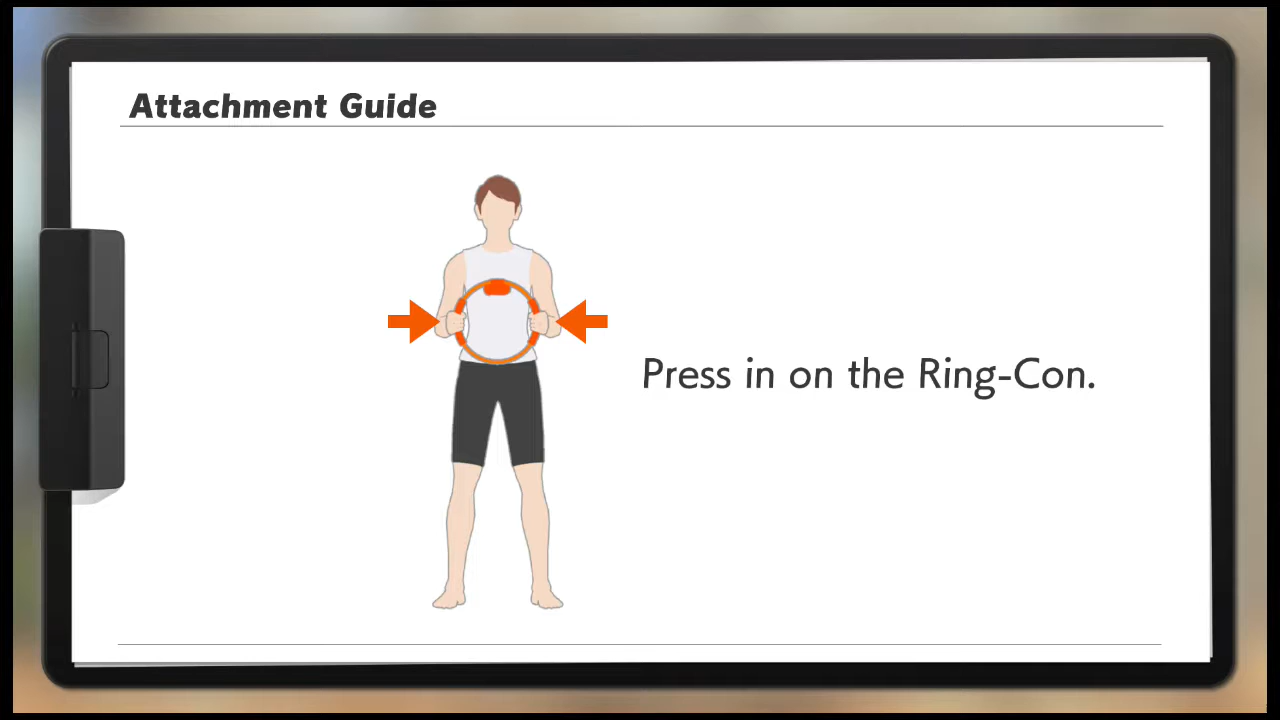 Attachment Guide
Press in on the Ring-Con.